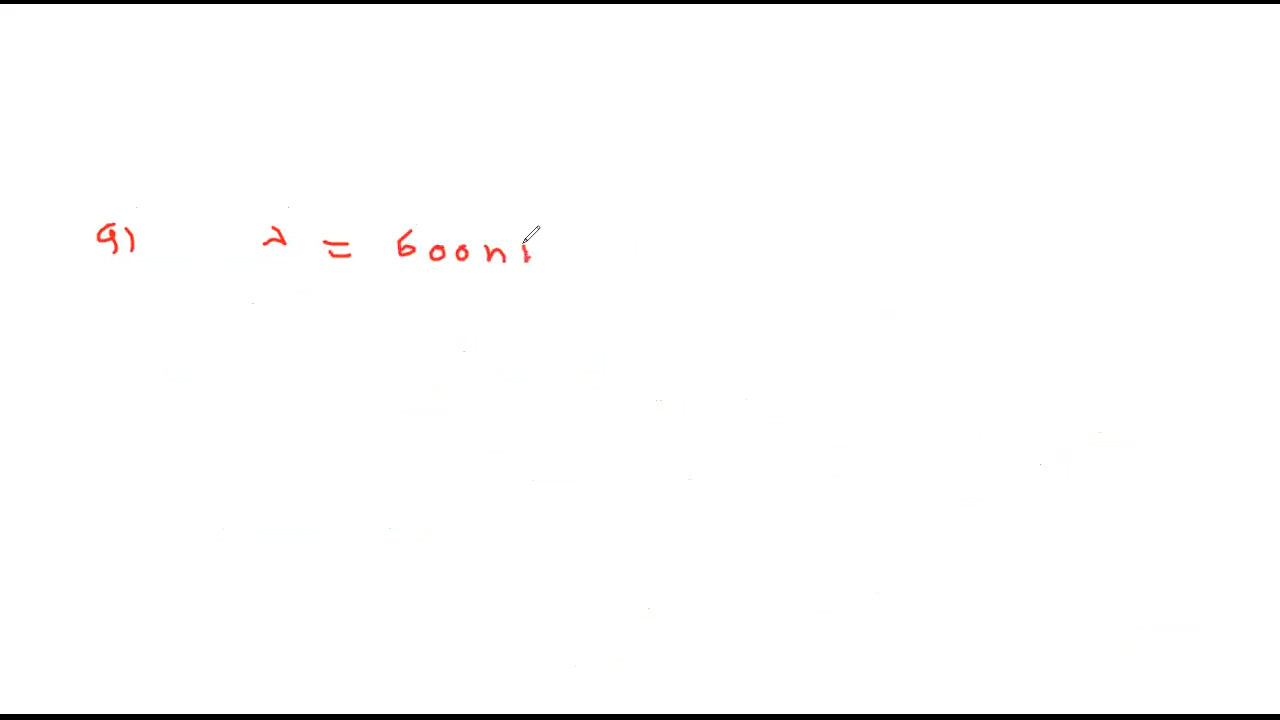 9) λ = 600n